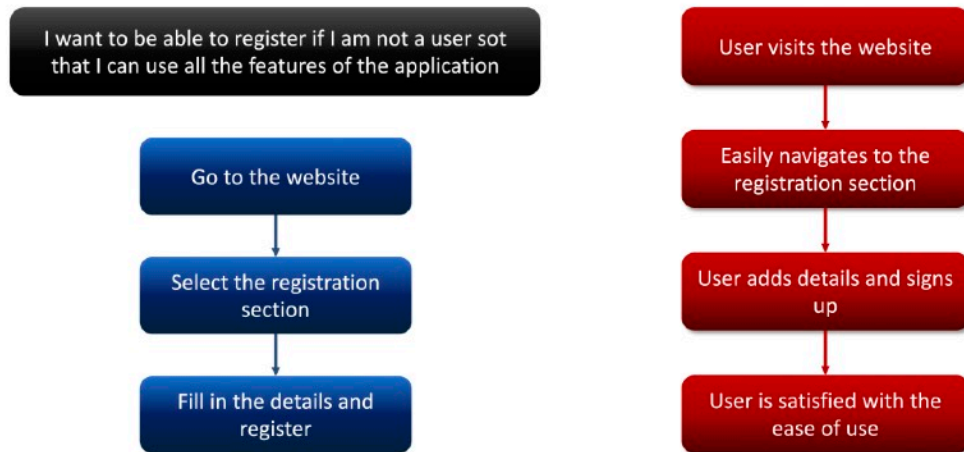 I want to be able to register if I am not a user sot
that I can use all the features of the application
Go to the website
Select the registration
section
Fill in the details and
register
User visits the website
Easily navigates to the
registration section
User adds details and signs
up
User is satisfied with the
ease of use